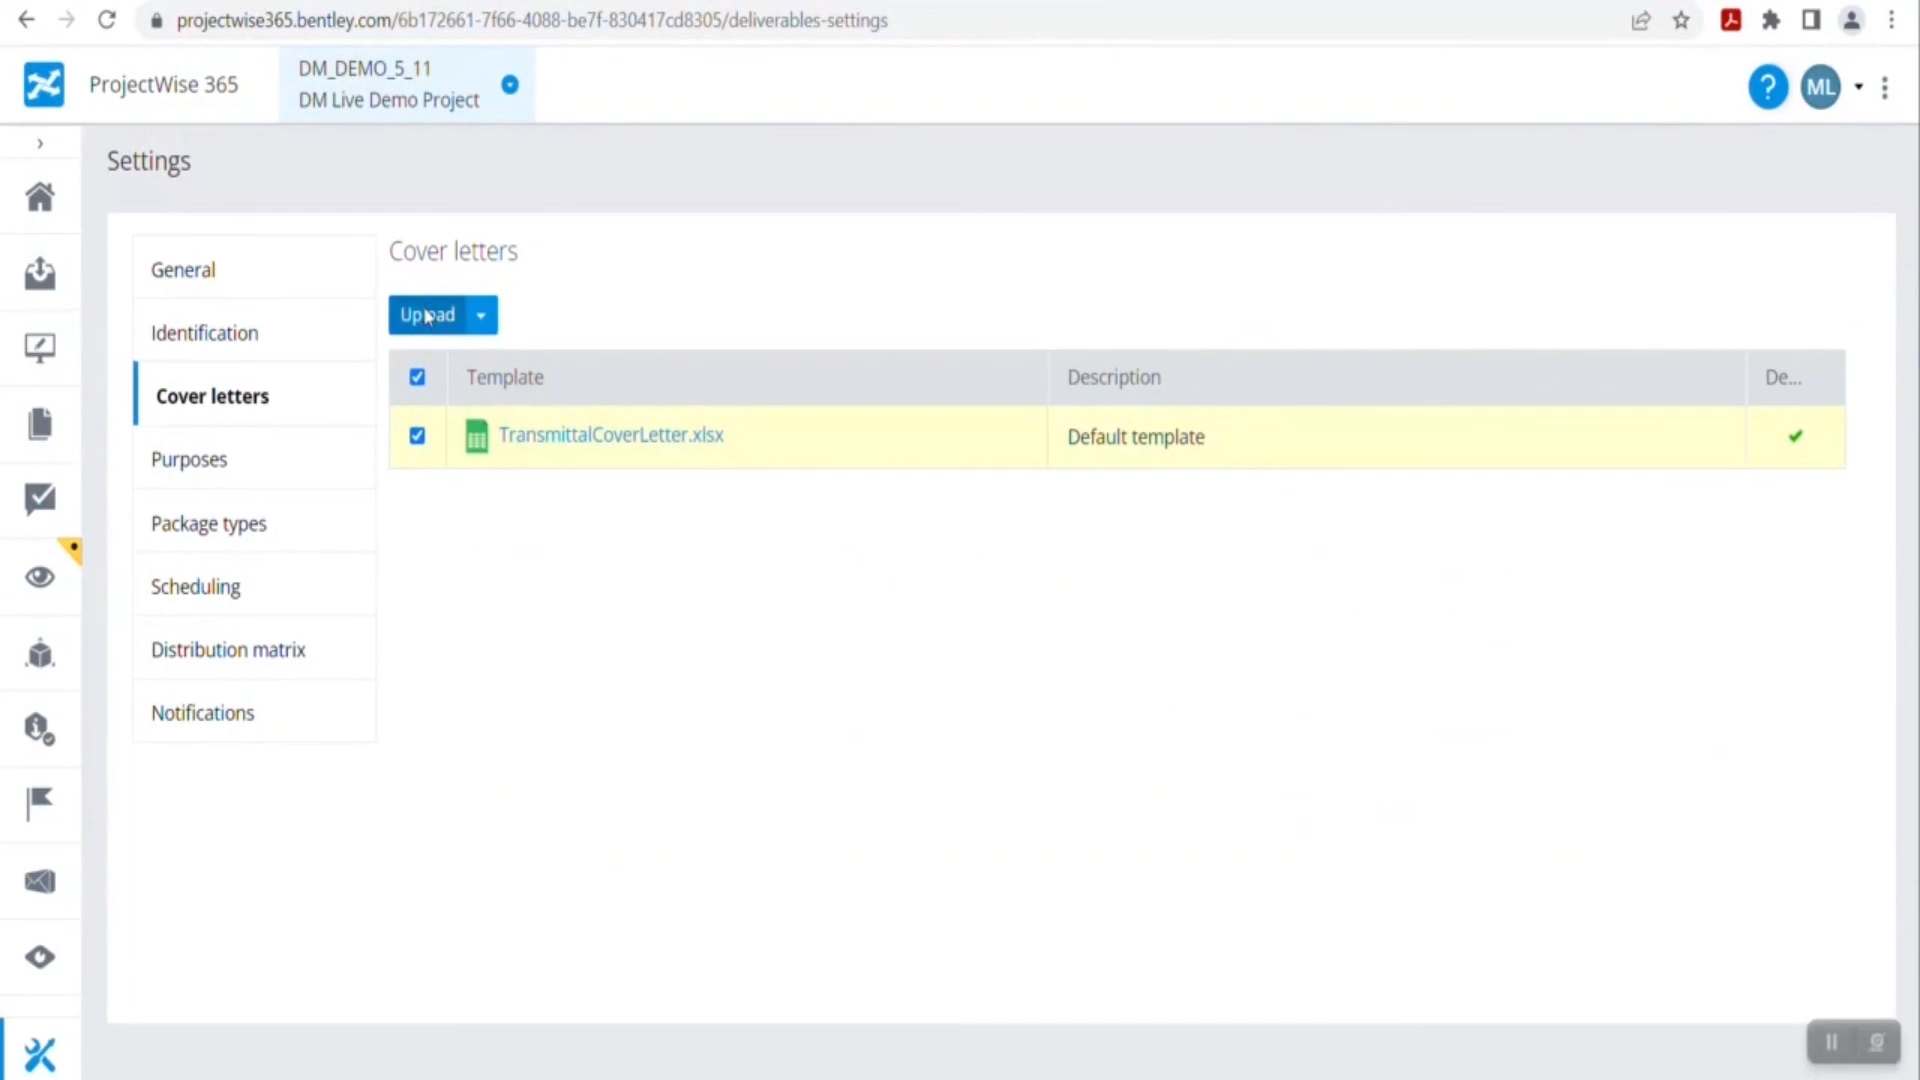 projectwise365.bentley.com/6b172661-7f66-4088-be7f-830417cd8305/deliverables-settings
ProjectWise 365
DM_DEMO_5_11
DM Live Demo Project
?
ML
Settings
General
Identification
Cover letters
Purposes
Package types
Scheduling
Distribution matrix
Notifications
Cover letters
Upload
Template
Description
De...
TransmittalCoverLetter.xlsx
Default template